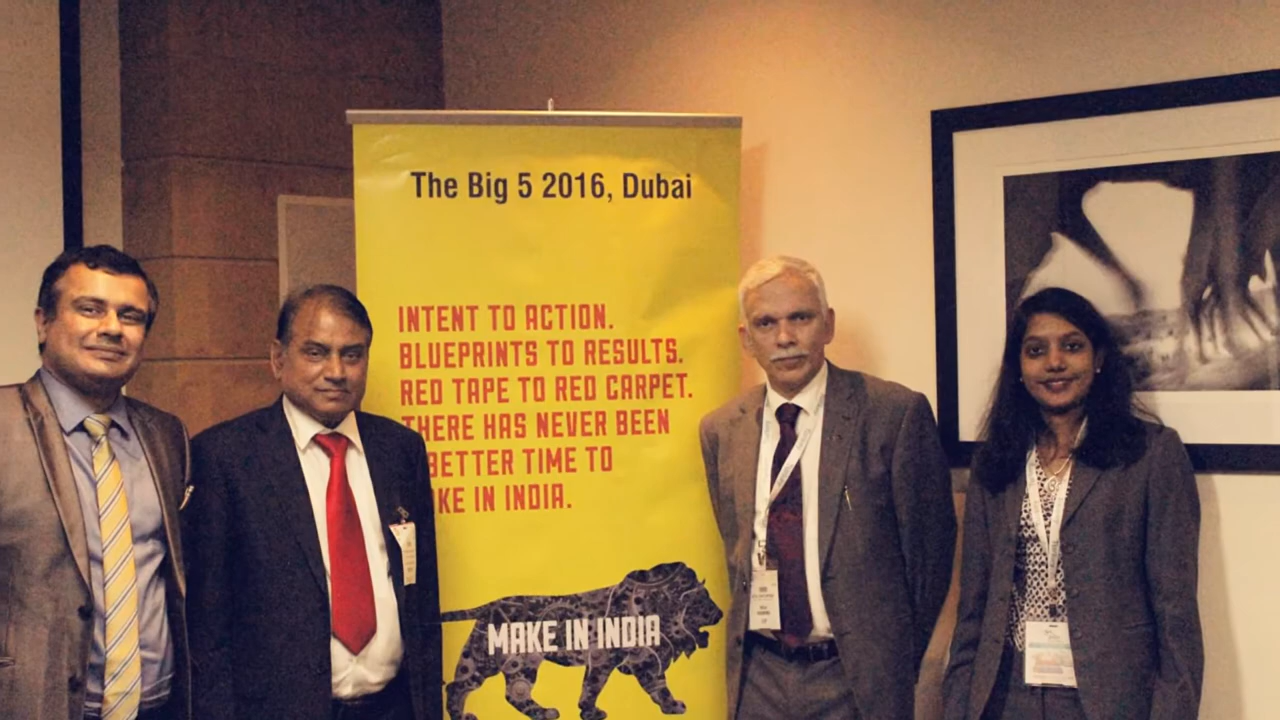 The Big 5 2016, Dubai
INTENT TO ACTION.
BLUEPRINTS TO RESULTS.
RED TAPE TO RED CARPET.
THERE HAS NEVER BEEN
BETTER TIME TO
KE IN INDIA.
MAKE IN INDIA